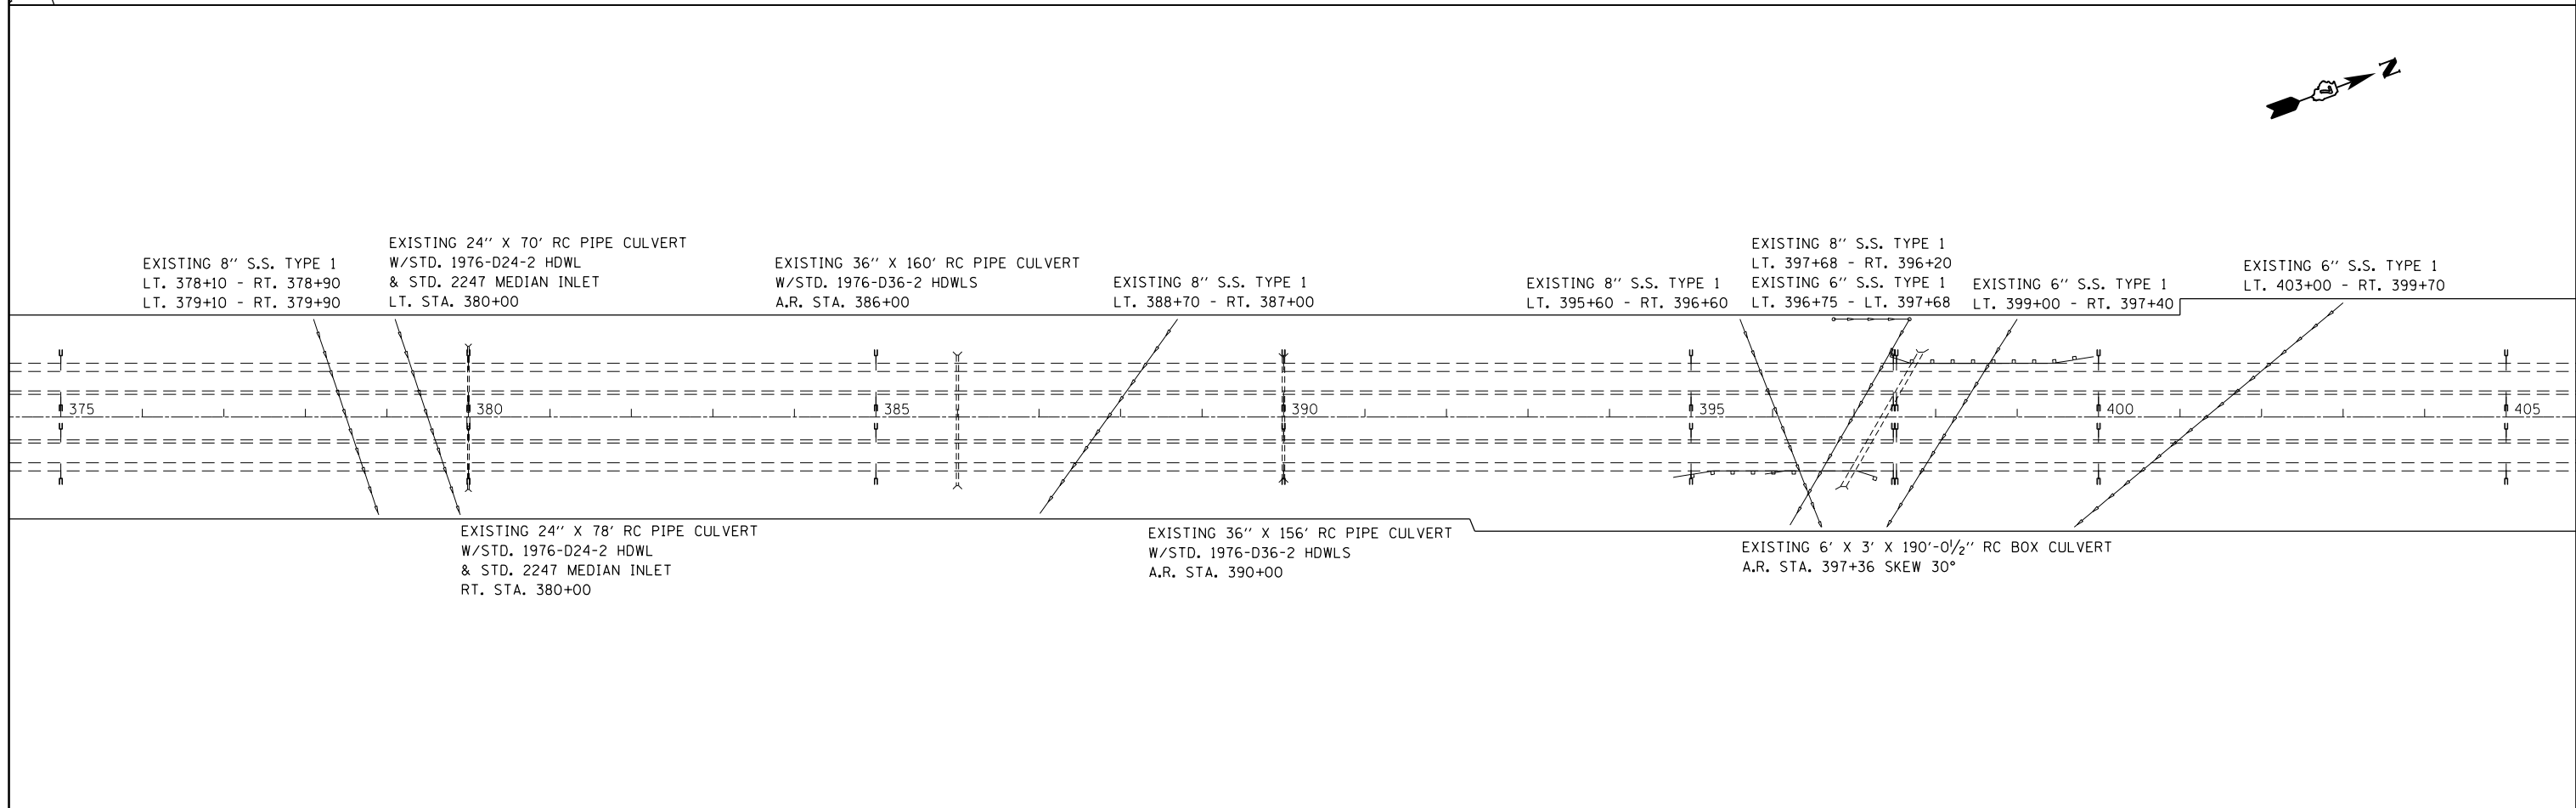 N
EXISTING 8" S.S. TYPE 1
LT. 378+10 - RT. 378+90
LT. 379+10 - RT. 379+90
EXISTING 24" X 70' RC PIPE CULVERT
W/STD. 1976-D24-2 HDWL
& STD. 2247 MEDIAN INLET
LT. STA. 380+00
EXISTING 36" X 160' RC PIPE CULVERT
W/STD. 1976-D36-2 HDWLS
A.R. STA. 386+00
EXISTING 8" S.S. TYPE 1
LT. 388+70 - RT. 387+00
EXISTING 8" S.S. TYPE 1
LT. 395+60 - RT. 396+60
EXISTING 8" S.S. TYPE 1
LT. 397+68 - RT. 396+20
EXISTING 6" S.S. TYPE 1
LT. 396+75 - LT. 397+68
EXISTING 6" S.S. TYPE 1
LT. 399+00 - RT. 397+40
EXISTING 6" S.S. TYPE 1
LT. 403+00 - RT. 399+70
375
380
385
390
395
400
405
EXISTING 24" X 78' RC PIPE CULVERT
W/STD. 1976-D24-2 HDWL
& STD. 2247 MEDIAN INLET
RT. STA. 380+00
EXISTING 36" X 156' RC PIPE CULVERT
W/STD. 1976-D36-2 HDWLS
A.R. STA. 390+00
EXISTING 6' X 3' X 190'-0½" RC BOX CULVERT
A.R. STA. 397+36 SKEW 30°